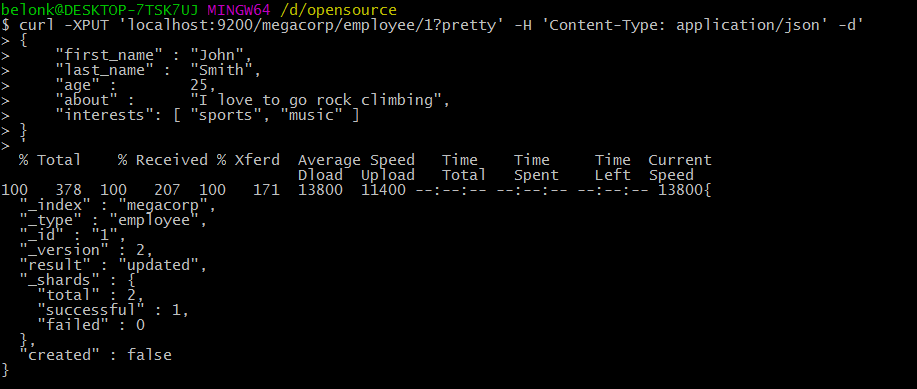 belonk@DESKTOP-7TSK7UJ MINGW64 /d/opensource
$ curl -XPUT 'localhost:9200/megacorp/employee/1?pretty' -H 'Content-Type: application/json' -d'
> {
>     "first_name" : "John",
>     "last_name" :  "Smith",
>     "age" :        25,
>     "about" :      "I love to go rock climbing",
>     "interests": [ "sports", "music" ]
> }
> '
  % Total    % Received % Xferd  Average Speed   Time    Time     Time  Current
                                 Dload  Upload   Total   Spent    Left  Speed
100   378  100   207  100   171  13800  11400 --:--:-- --:--:-- --:--:-- 13800{
  "_index" : "megacorp",
  "_type" : "employee",
  "_id" : "1",
  "_version" : 2,
  "result" : "updated",
  "_shards" : {
    "total" : 2,
    "successful" : 1,
    "failed" : 0
  },
  "created" : false
}